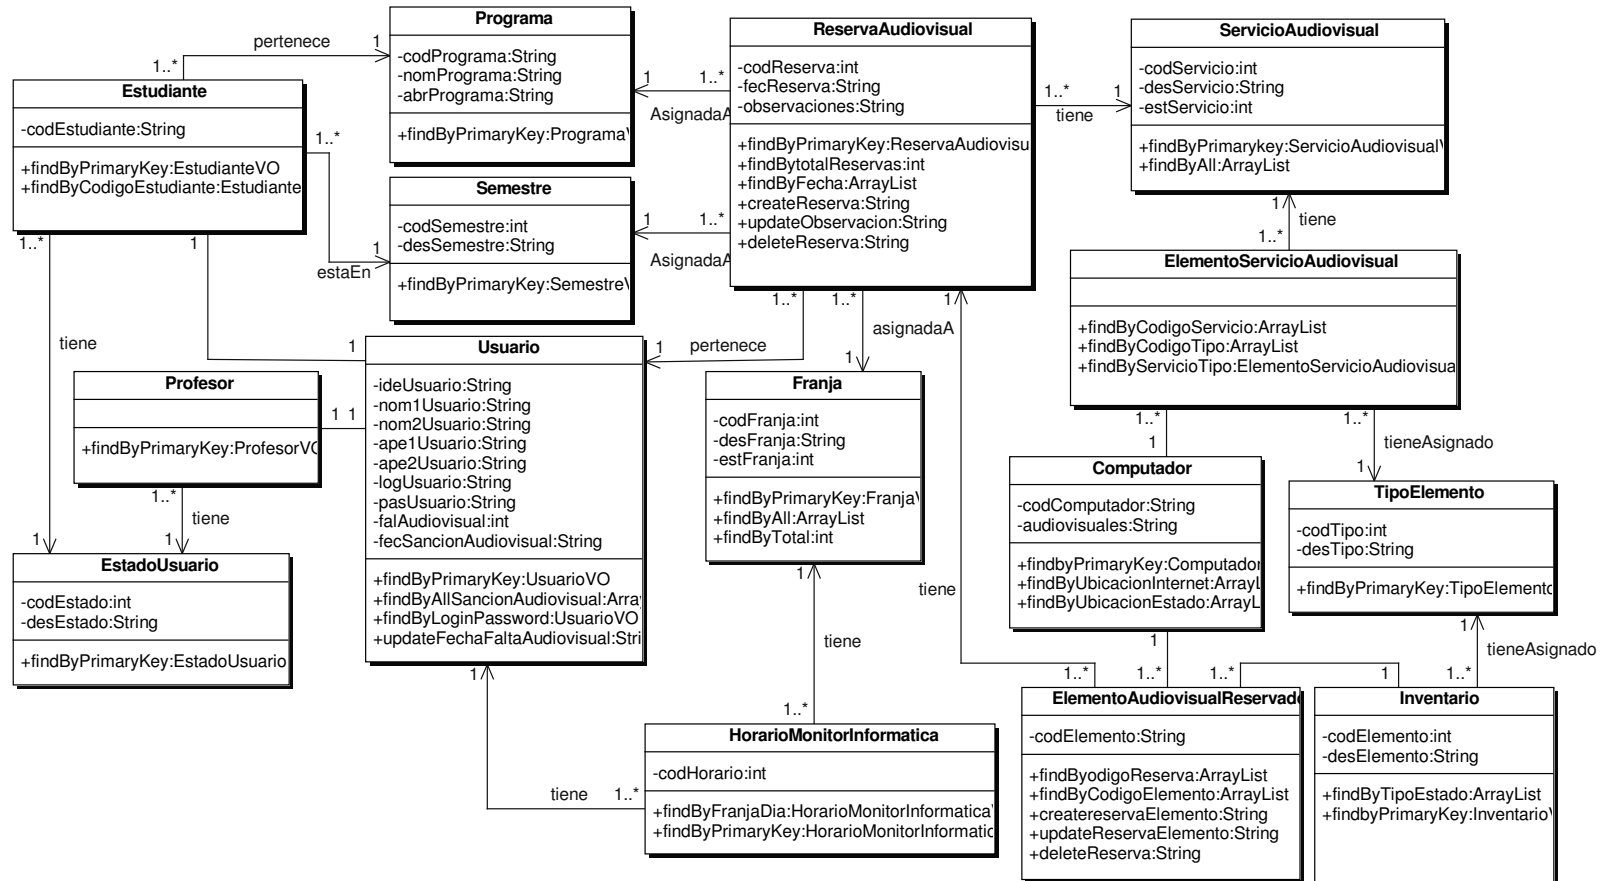 Programa
-codPrograma:String
-nomPrograma:String
-abrPrograma:String
+findByPrimaryKey:ProgramaV
pertenece
1
1..*
Estudiante
-codEstudiante:String
+findByPrimaryKey:EstudianteVO
+findByCodigoEstudiante:Estudiante
1..*
1
estaEn
Semestre
-codSemestre:int
-desSemestre:String
+findByPrimaryKey:SemestreV
1
1..*
AsignadaA
1
1..*
AsignadaA
ReservaAudiovisual
-codReserva:int
-fecReserva:String
-observaciones:String
+findByPrimaryKey:ReservaAudiovisu
+findBytotalReservas:int
+findByFecha:ArrayList
+createReserva:String
+updateObservacion:String
+deleteReserva:String
1..*
1
tiene
ServicioAudiovisual
-codServicio:int
-desServicio:String
-estServicio:int
+findByPrimarykey:ServicioAudiovisualV
+findByAll:ArrayList
1
tiene
1..*
ElementoServicioAudiovisual
+findByCodigoServicio:ArrayList
+findByCodigoTipo:ArrayList
+findByServicioTipo:ElementoServicioAudiovisua
1..*
1
1..*
tieneAsignado
1
1..*
1
tiene
1
1
1..*
1..*
1
asignadaA
1
pertenece
1
Usuario
-ideUsuario:String
-nom1Usuario:String
-nom2Usuario:String
-ape1Usuario:String
-ape2Usuario:String
-logUsuario:String
-pasUsuario:String
-falAudiovisual:int
-fecSancionAudiovisual:String
+findByPrimaryKey:UsuarioVO
+findByAllSancionAudiovisual:Array
+findByLoginPassword:UsuarioVO
+updateFechaFaltaAudiovisual:Stri
Profesor
+findByPrimaryKey:ProfesorVO
1 1
1..*
tiene
1
1
EstadoUsuario
-codEstado:int
-desEstado:String
+findByPrimaryKey:EstadoUsuario
Franja
-codFranja:int
-desFranja:String
-estFranja:int
+findByPrimaryKey:FranjaV
+findByAll:ArrayList
+findByTotal:int
1
tiene
1..*
Computador
-codComputador:String
-audiovisuales:String
+findbyPrimaryKey:Computador
+findByUbicacionInternet:ArrayL
+findByUbicacionEstado:ArrayL
TipoElemento
-codTipo:int
-desTipo:String
+findByPrimaryKey:TipoElemento
1
tieneAsignado
1..*
tiene
1
1..*
1..*
1..*
1
1
tiene
1..*
HorarioMonitorInformatica
-codHorario:int
+findByFranjaDia:HorarioMonitorInformatica
+findByPrimaryKey:HorarioMonitorInformatic
ElementoAudiovisualReservado
-codElemento:String
+findByodigoReserva:ArrayList
+findByCodigoElemento:ArrayList
+createreservaElemento:String
+updateReservaElemento:String
+deleteReserva:String
Inventario
-codElemento:int
-desElemento:String
+findByTipoEstado:ArrayList
+findbyPrimaryKey:InventarioV